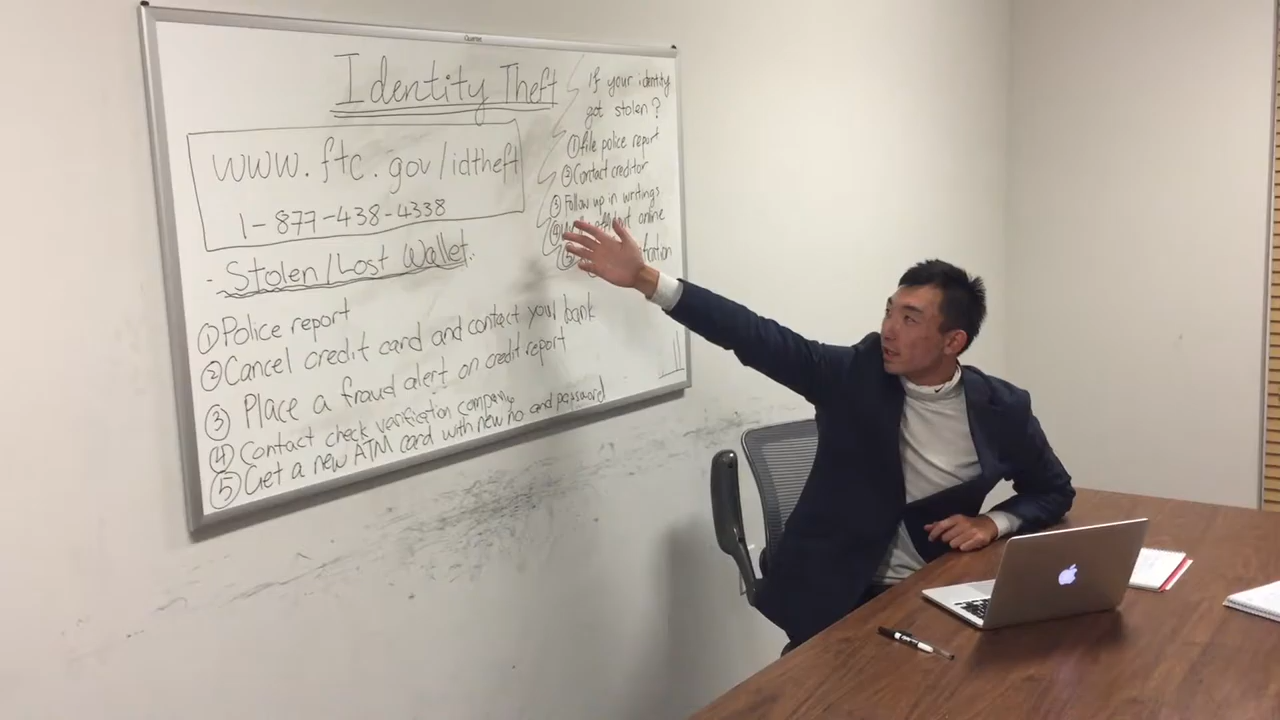 Quartet
Identity Theft
www.ftc.gov/idtheft
1-877-438-4338
- Stolen/Lost Wallet.
① Police report
② Cancel credit card and contact your bank
③ Place a fraud alert on credit report
④ Contact check verification company
⑤ Get a new ATM card with new no. and password
If your identity
got stolen?
① file police report
② Contact creditor
③ Follow up in writings
④ online
⑤